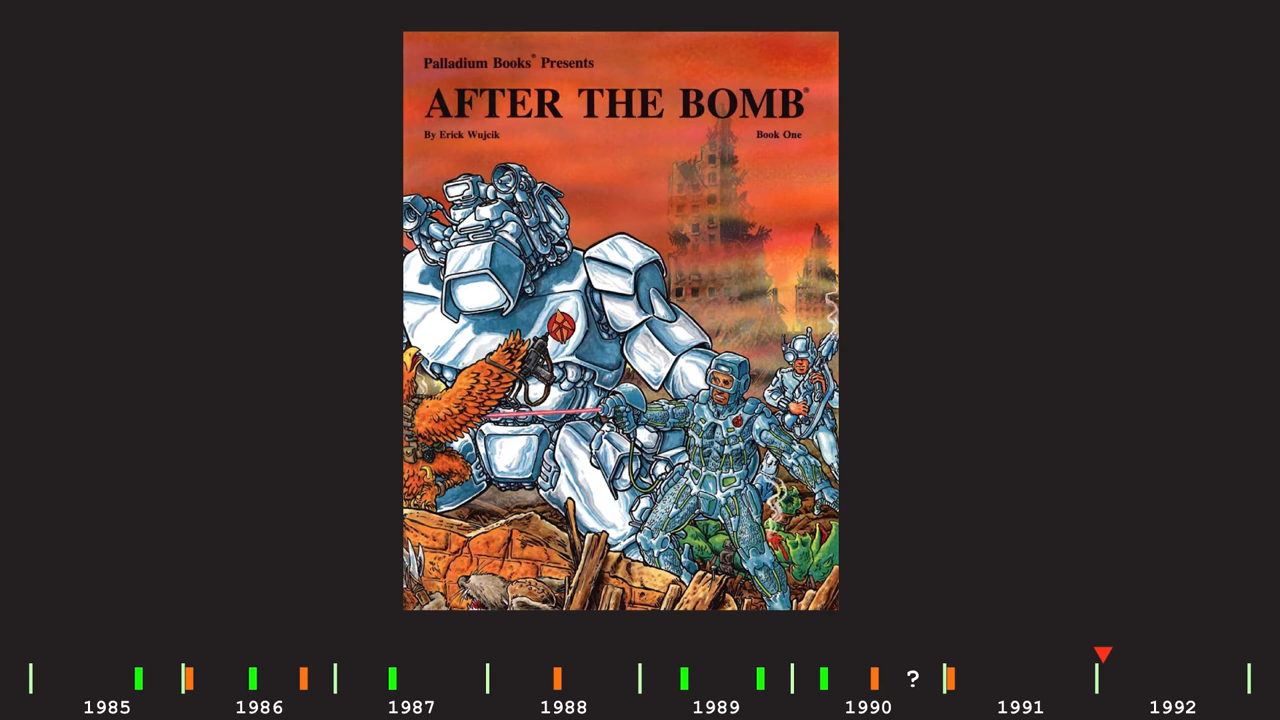 Palladium Books® Presents
AFTER THE BOMB®
By Erick Wujcik Book One
?
1985 1986 1987 1988 1989 1990 1991 1992